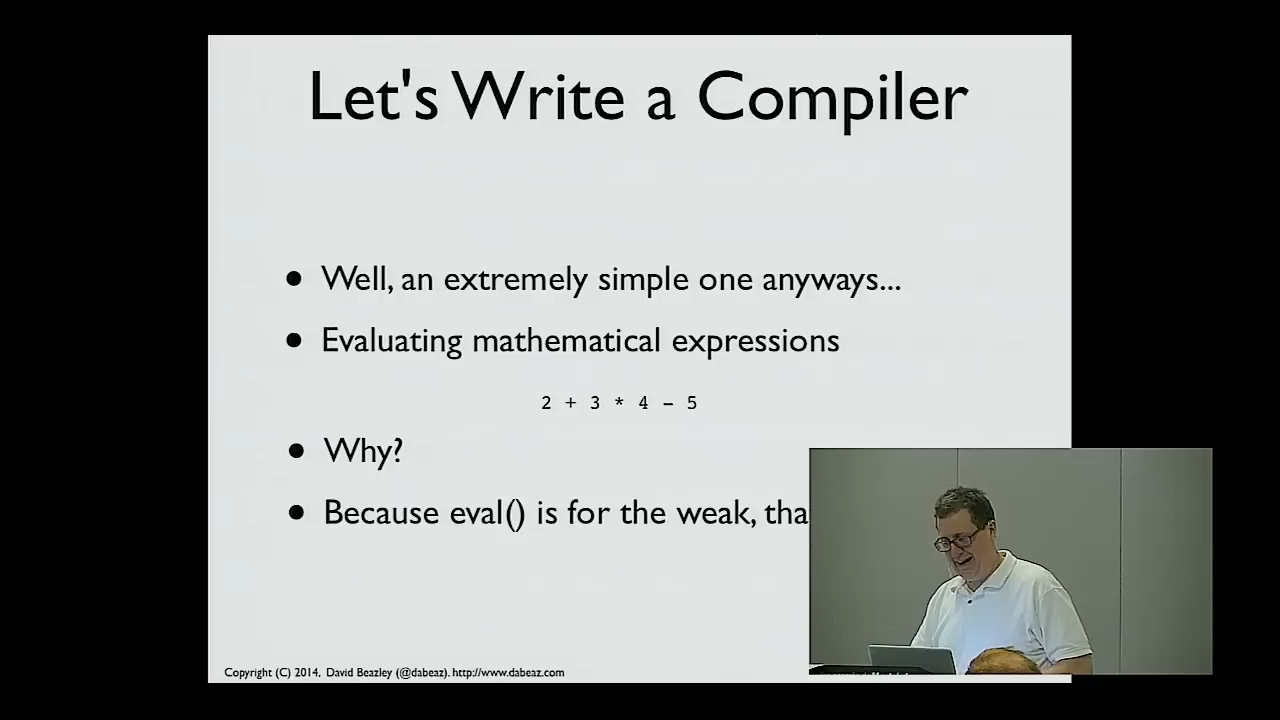 Let's Write a Compiler
• Well, an extremely simple one anyways...
• Evaluating mathematical expressions
2 + 3 * 4 - 5
• Why?
• Because eval() is for the weak,
Copyright (C) 2014, David Beazley (@dabeaz). http://www.dabeaz.com